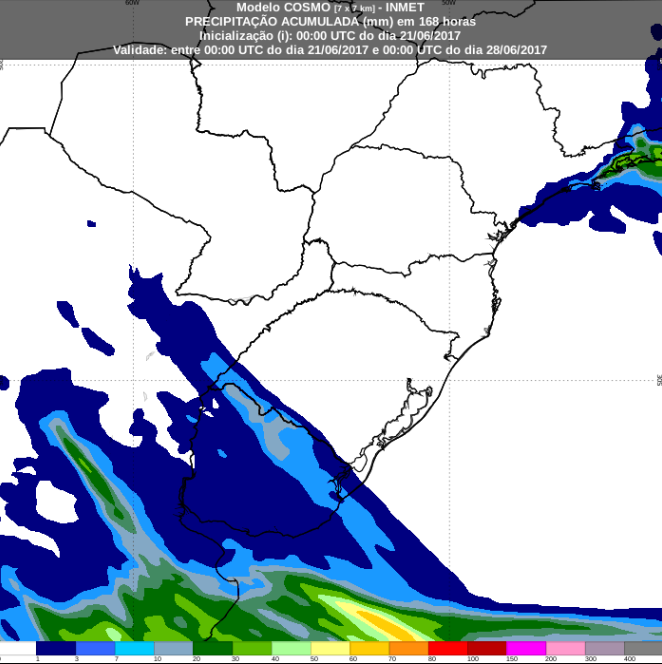 Modelo COSMO [7 x 7 km] - INMET
PRECIPITAÇÃO ACUMULADA (mm) em 168 horas
Inicialização (i): 00:00 UTC do dia 21/06/2017
Validade: entre 00:00 UTC do dia 21/06/2017 e 00:00 UTC do dia 28/06/2017
60W 50W
30S
0 1 3 7 10 20 30 40 50 60 70 80 100 150 200 300 400